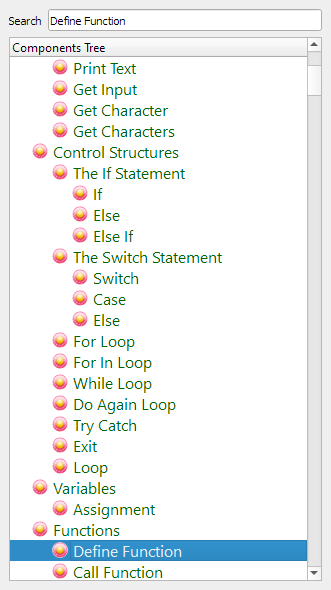 Search Define Function
Components Tree
Print Text
Get Input
Get Character
Get Characters
Control Structures
The If Statement
If
Else
Else If
The Switch Statement
Switch
Case
Else
For Loop
For In Loop
While Loop
Do Again Loop
Try Catch
Exit
Loop
Variables
Assignment
Functions
Define Function
Call Function